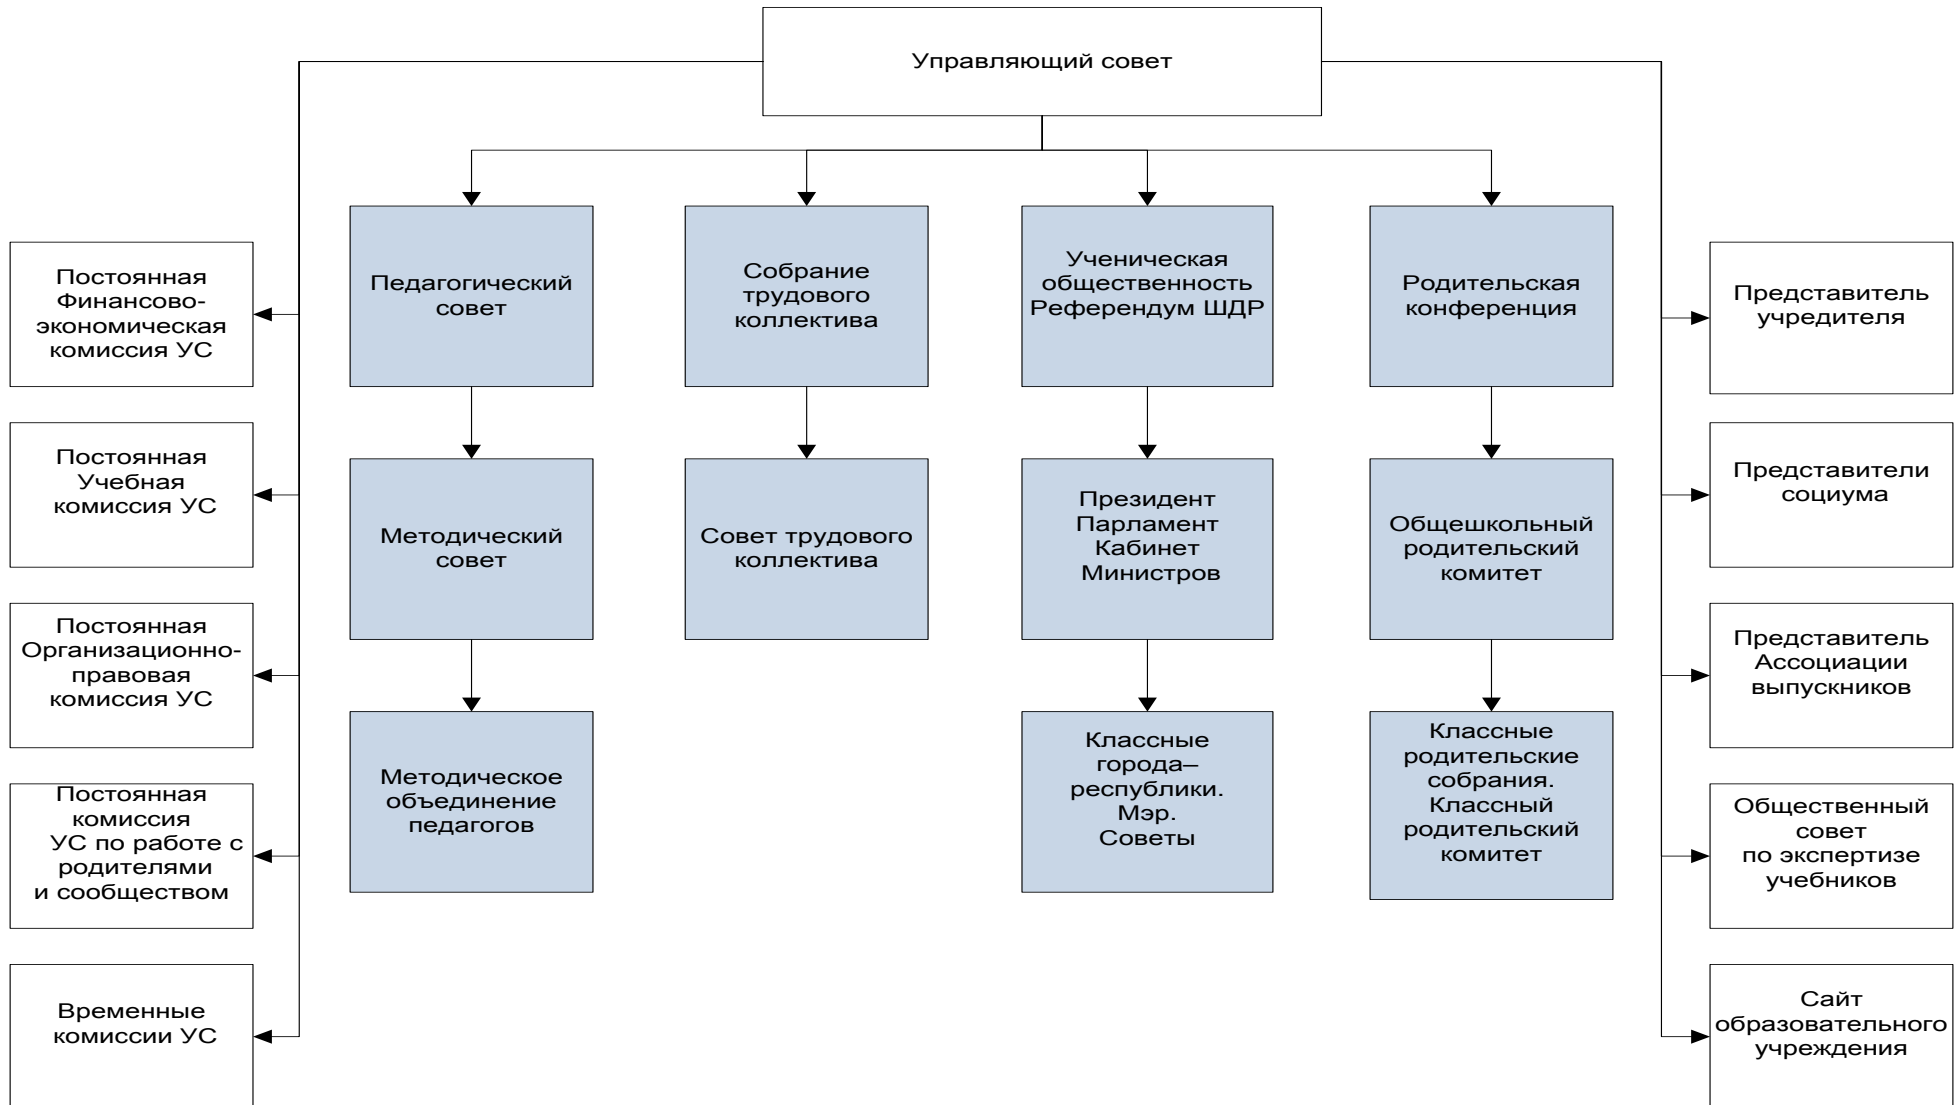 Управляющий совет
Педагогический
совет
Собрание
трудового
коллектива
Ученическая
общественность
Референдум ШДР
Родительская
конференция
Постоянная
Финансово-
экономическая
комиссия УС
Представитель
учредителя
Постоянная
Учебная
комиссия УС
Методический
совет
Совет трудового
коллектива
Президент
Парламент
Кабинет
Министров
Общешкольный
родительский
комитет
Представители
социума
Постоянная
Организационно-
правовая
комиссия УС
Представитель
Ассоциации
выпускников
Методическое
объединение
педагогов
Классные
города–
республики.
Мэр.
Советы
Классные
родительские
собрания.
Классный
родительский
комитет
Постоянная
комиссия
УС по работе с
родителями
и сообществом
Общественный
совет
по экспертизе
учебников
Временные
комиссии УС
Сайт
образовательного
учреждения